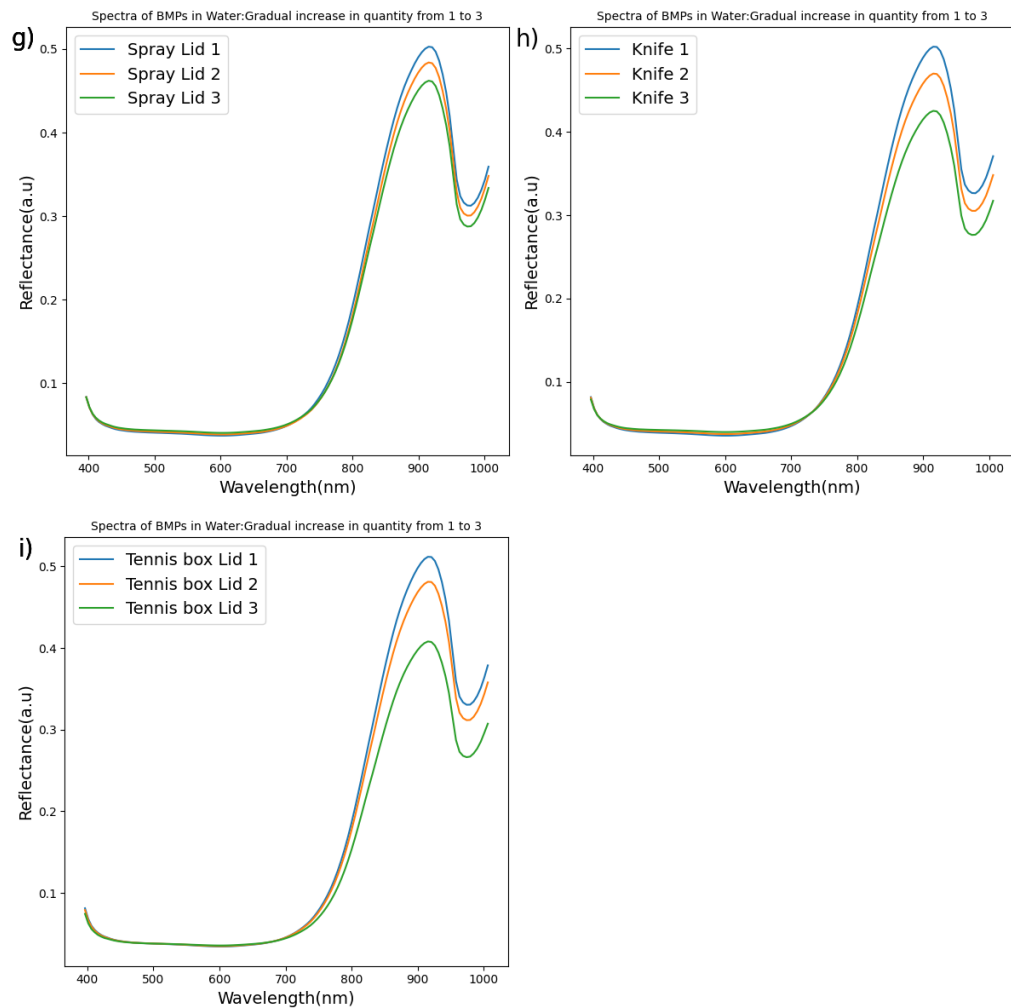 Spectra of BMPs in Water:Gradual increase in quantity from 1 to 3
g)
Spray Lid 1
Spray Lid 2
Spray Lid 3
0.5
0.4
0.3
0.2
0.1
Reflectance(a.u)
400 500 600 700 800 900 1000
Wavelength(nm)
Spectra of BMPs in Water:Gradual increase in quantity from 1 to 3
h)
Knife 1
Knife 2
Knife 3
0.5
0.4
0.3
0.2
0.1
Reflectance(a.u)
400 500 600 700 800 900 1000
Wavelength(nm)
Spectra of BMPs in Water:Gradual increase in quantity from 1 to 3
i)
Tennis box Lid 1
Tennis box Lid 2
Tennis box Lid 3
0.5
0.4
0.3
0.2
0.1
Reflectance(a.u)
400 500 600 700 800 900 1000
Wavelength(nm)